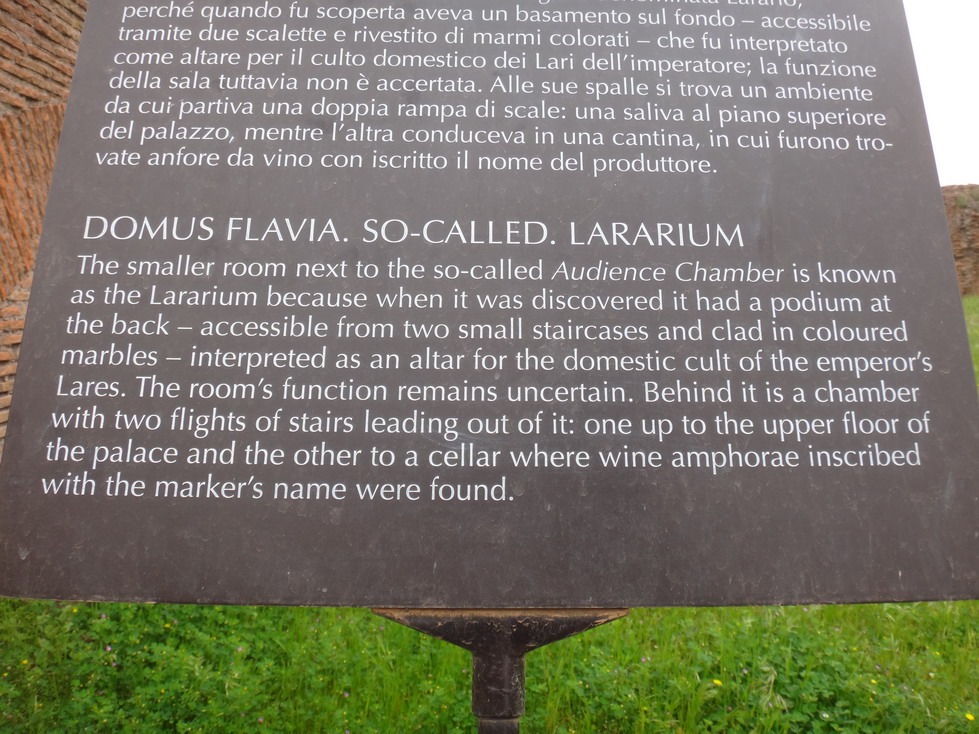 denominata Larario,
perché quando fu scoperta aveva un basamento sul fondo – accessibile
tramite due scalette e rivestito di marmi colorati – che fu interpretato
come altare per il culto domestico dei Lari dell'imperatore; la funzione
della sala tuttavia non è accertata. Alle sue spalle si trova un ambiente
da cui partiva una doppia rampa di scale: una saliva al piano superiore
del palazzo, mentre l'altra conduceva in una cantina, in cui furono tro-
vate anfore da vino con iscritto il nome del produttore.
DOMUS FLAVIA. SO-CALLED. LARARIUM
The smaller room next to the so-called Audience Chamber is known
as the Lararium because when it was discovered it had a podium at
the back – accessible from two small staircases and clad in coloured
marbles – interpreted as an altar for the domestic cult of the emperor's
Lares. The room's function remains uncertain. Behind it is a chamber
with two flights of stairs leading out of it: one up to the upper floor of
the palace and the other to a cellar where wine amphorae inscribed
with the marker's name were found.